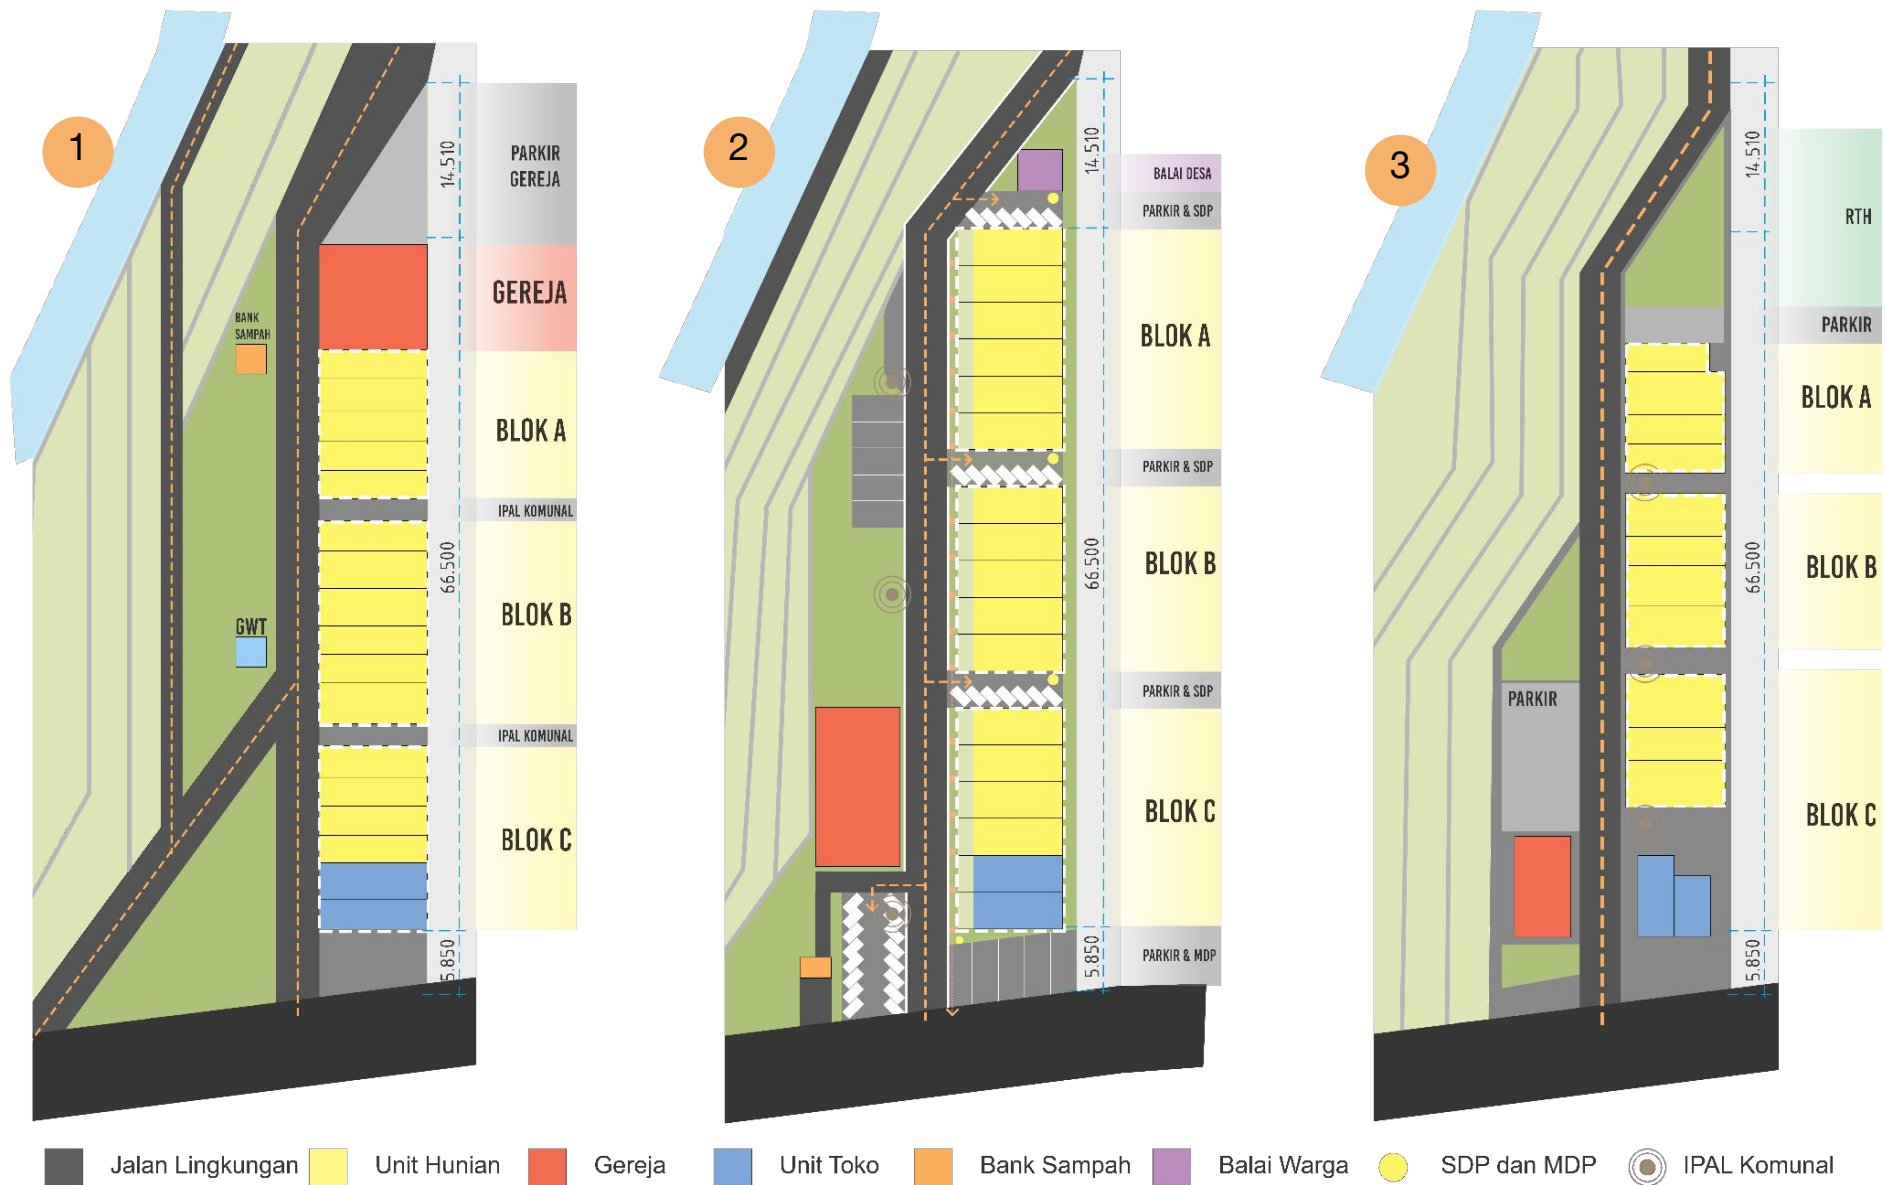 1
14.510
PARKIR
GEREJA
GEREJA
BANK
SAMPAH
BLOK A
IPAL KOMUNAL
66.500
GWT
BLOK B
IPAL KOMUNAL
BLOK C
5.850
2
14.510
BALAI DESA
PARKIR & SDP
BLOK A
PARKIR & SDP
66.500
BLOK B
PARKIR & SDP
BLOK C
5.850
PARKIR & MDP
3
14.510
RTH
PARKIR
BLOK A
66.500
BLOK B
PARKIR
BLOK C
5.850
Jalan Lingkungan
Unit Hunian
Gereja
Unit Toko
Bank Sampah
Balai Warga
SDP dan MDP
IPAL Komunal